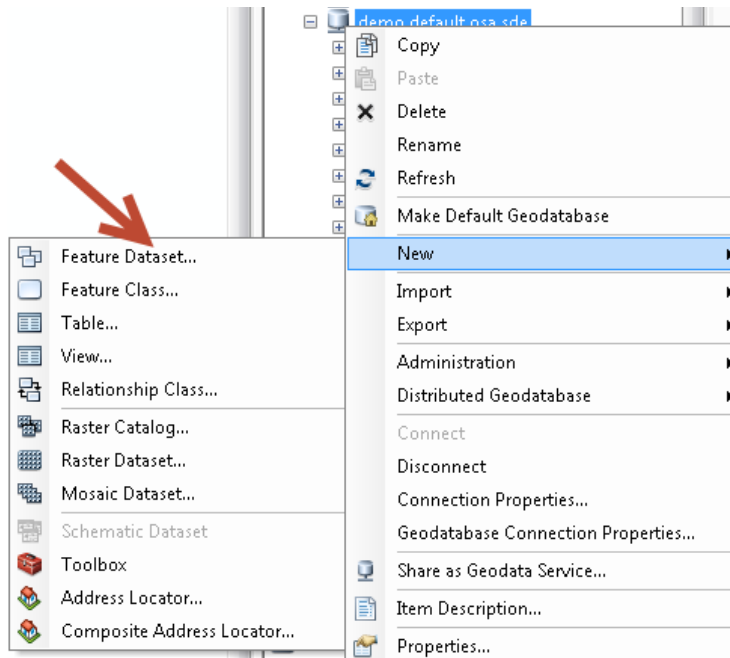 demo default osa.sde
Copy
Paste
Delete
Rename
Refresh
Make Default Geodatabase
New
Import
Export
Administration
Distributed Geodatabase
Connect
Disconnect
Connection Properties...
Geodatabase Connection Properties...
Share as Geodata Service...
Item Description...
Properties...
Feature Dataset...
Feature Class...
Table...
View...
Relationship Class...
Raster Catalog...
Raster Dataset...
Mosaic Dataset...
Schematic Dataset
Toolbox
Address Locator...
Composite Address Locator...